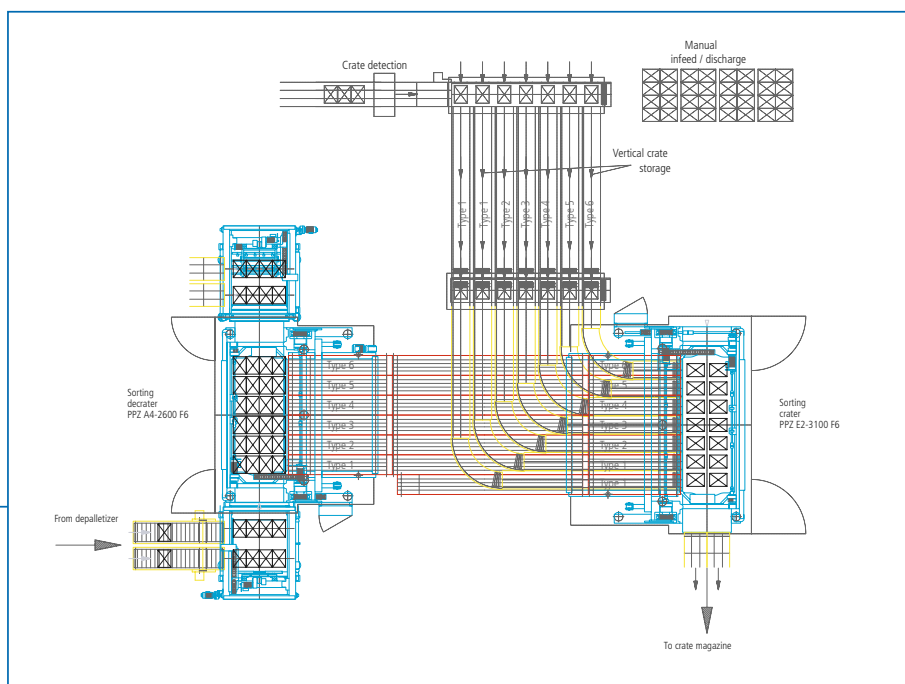 Manual
infeed / discharge
Crate detection
Vertical crate
storage
Type 1
Type 1
Type 2
Type 3
Type 4
Type 5
Type 6
Type 6
Type 5
Type 4
Type 3
Type 2
Type 1
Type 6
Type 5
Type 4
Type 3
Type 2
Type 1
Type 1
Sorting
decrater
PPZ A4-2600 F6
Sorting
crater
PPZ E2-3100 F6
From depalletizer
To crate magazine